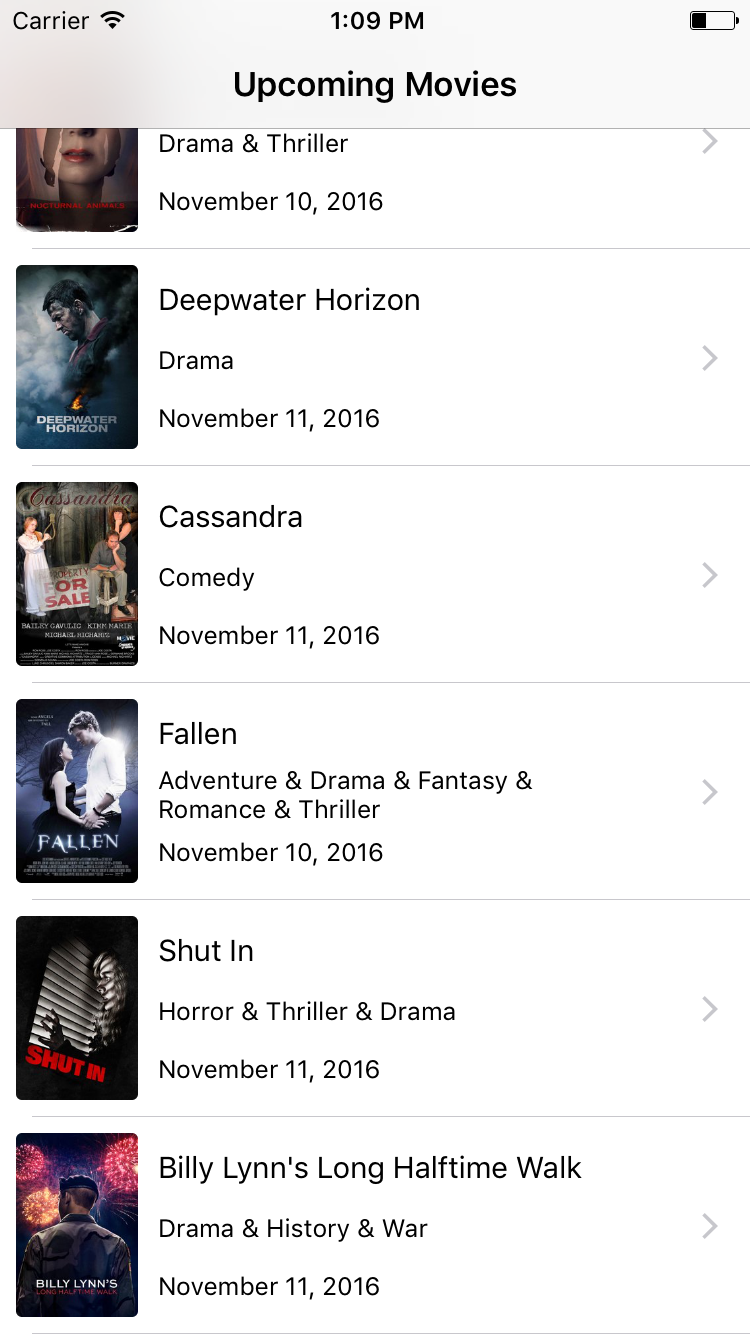 Carrier
1:09 PM
Upcoming Movies
NOCTURNAL ANIMALS
Drama & Thriller
November 10, 2016
DEEPWATER
HORIZON
Deepwater Horizon
Drama
November 11, 2016
Cassandra
PROPERTY
FOR
SALE
BAILEY GAVULIC KIMM MARIE
MICHAEL RICHARTZ
Cassandra
Comedy
November 11, 2016
FALLEN
Fallen
Adventure & Drama & Fantasy &
Romance & Thriller
November 10, 2016
SHUT IN
Shut In
Horror & Thriller & Drama
November 11, 2016
BILLY LYNN'S
LONG HALFTIME WALK
Billy Lynn's Long Halftime Walk
Drama & History & War
November 11, 2016